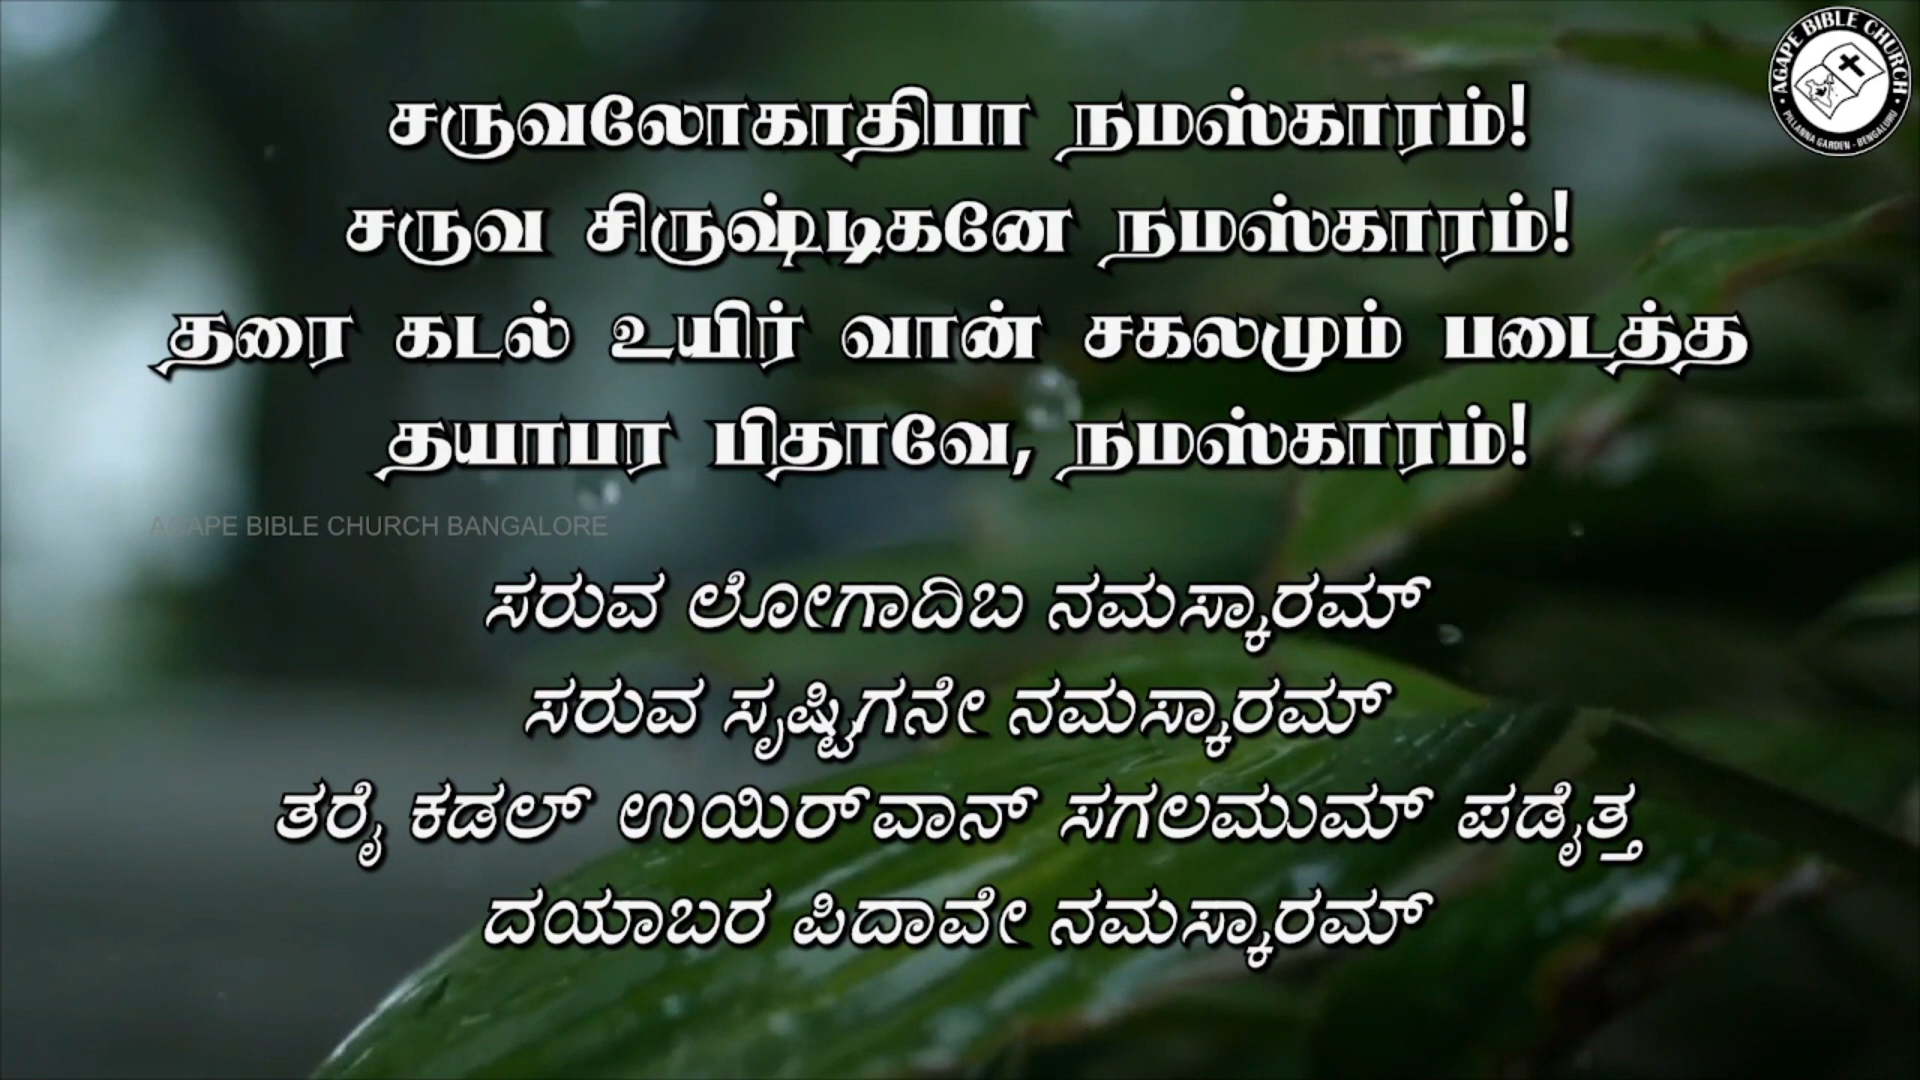 சருவலோகாதிபா நமஸ்காரம்!
சருவ சிருஷ்டிகனே நமஸ்காரம்!
தரை கடல் உயிர் வான் சகலமும் படைத்த
தயாபர பிதாவே, நமஸ்காரம்!
AGAPE BIBLE CHURCH BANGALORE
ಸರುವ ಲೋಗಾದಿಬ ನಮಸ್ಕಾರಮ್
ಸರುವ ಸೃಷ್ಟಿಗನೇ ನಮಸ್ಕಾರಮ್
ತರೈ ಕಡಲ್ ಉಯಿರ್‌ವಾನ್ ಸಗಲಮುಮ್ ಪಡೈತ್ತ
ದಯಾಬರ ಪಿದಾವೇ ನಮಸ್ಕಾರಮ್
AGAPE BIBLE CHURCH
PILLANNA GARDEN - BENGALURU